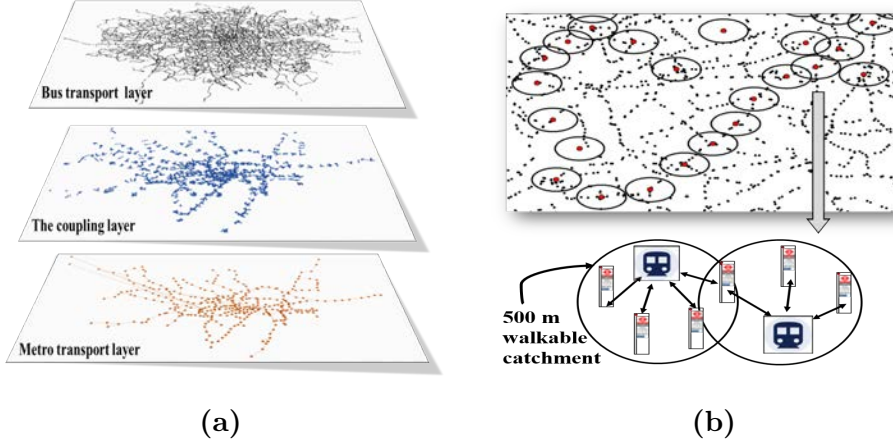 Bus transport layer
The coupling layer
Metro transport layer
500 m
walkable
catchment
(a)
(b)